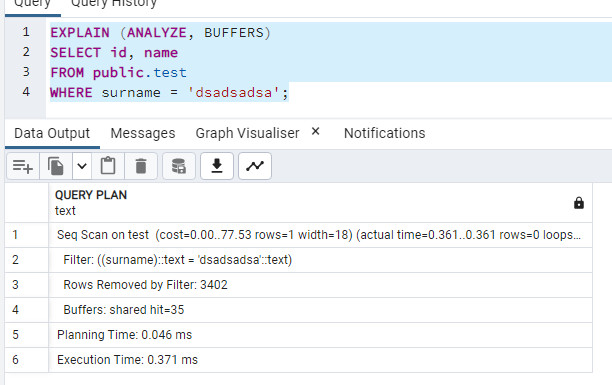 Query Query History
1 EXPLAIN (ANALYZE, BUFFERS)
2 SELECT id, name
3 FROM public.test
4 WHERE surname = 'dsadsadsa';
Data Output Messages Graph Visualiser × Notifications
QUERY PLAN
text
1 Seq Scan on test (cost=0.00..77.53 rows=1 width=18) (actual time=0.361..0.361 rows=0 loops...
2 Filter: ((surname)::text = 'dsadsadsa'::text)
3 Rows Removed by Filter: 3402
4 Buffers: shared hit=35
5 Planning Time: 0.046 ms
6 Execution Time: 0.371 ms